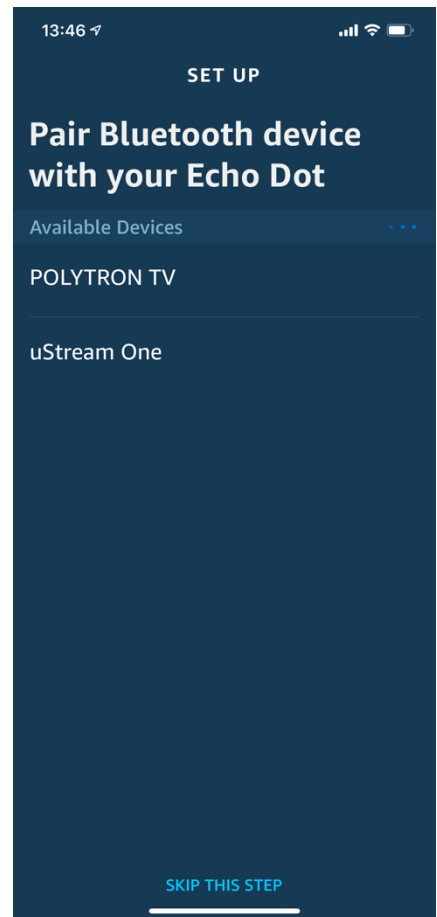 13:46
SET UP
Pair Bluetooth device
with your Echo Dot
Available Devices
POLYTRON TV
uStream One
SKIP THIS STEP